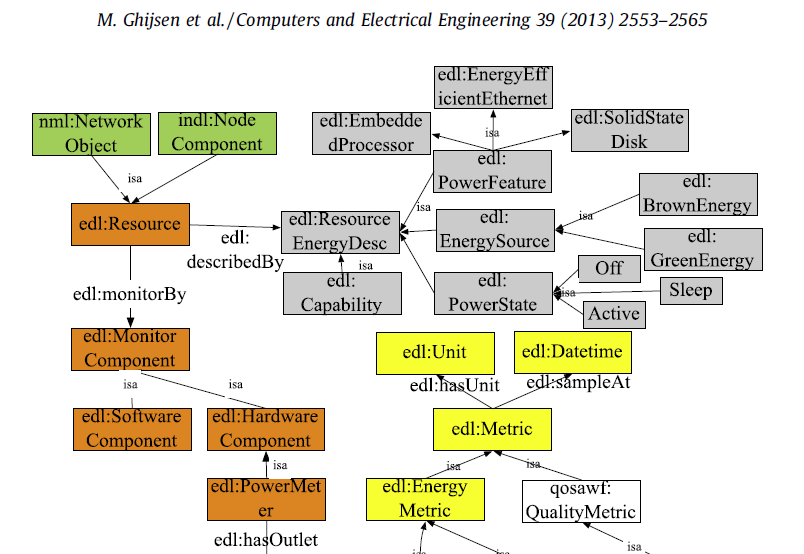 M. Ghijsen et al./Computers and Electrical Engineering 39 (2013) 2553–2565
edl:EnergyEff
icientEthernet
nml:Network
Object
indl:Node
Component
edl:Embedde
dProcessor
isa
edl:SolidState
Disk
edl:
PowerFeature
isa
isa
edl:
BrownEnergy
edl:Resource
edl:
describedBy
edl:Resource
EnergyDesc
edl:
EnergySource
isa
edl:
GreenEnergy
isa
edl:
Capability
edl:
PowerState
Off
isa
Sleep
Active
edl:monitorBy
edl:Monitor
Component
edl:Unit
edl:Datetime
isa
isa
edl:hasUnit
edl:sampleAt
edl:Software
Component
edl:Hardware
Component
edl:Metric
isa
isa
isa
edl:PowerMet
er
edl:Energy
Metric
qosawf:
QualityMetric
edl:hasOutlet
isa
isa
isa